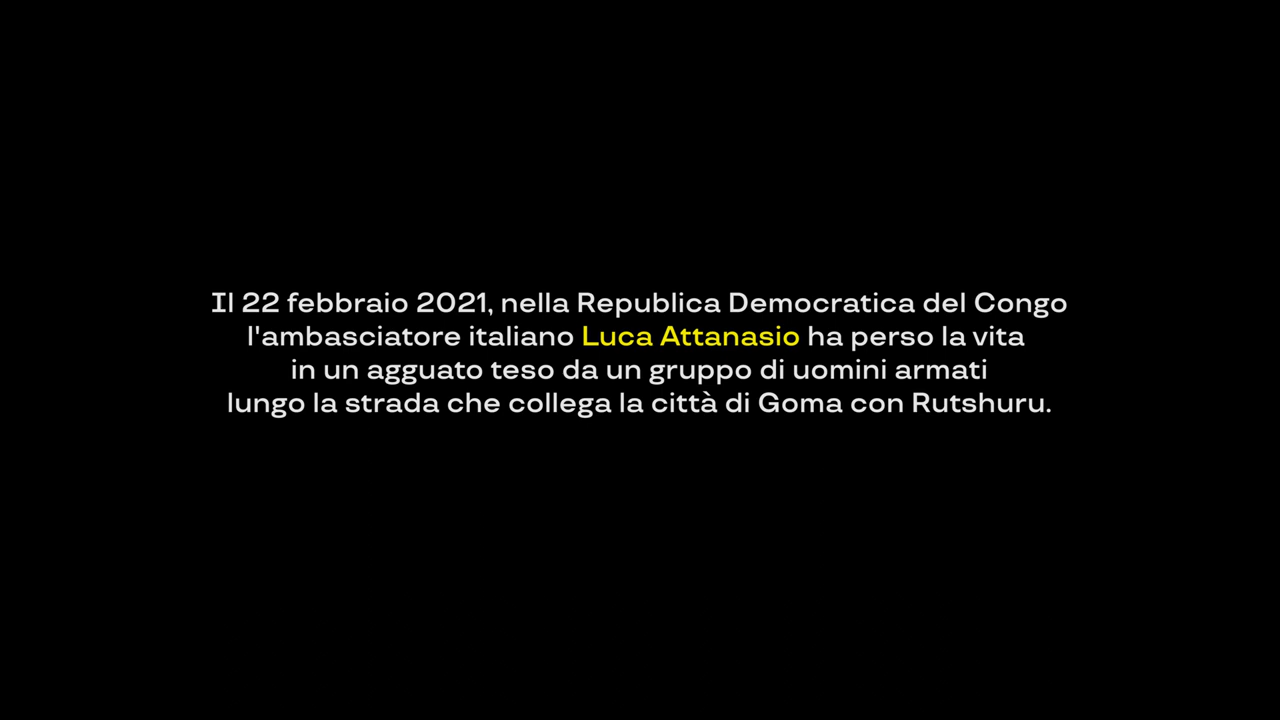 Il 22 febbraio 2021, nella Republica Democratica del Congo
l'ambasciatore italiano Luca Attanasio ha perso la vita
in un agguato teso da un gruppo di uomini armati
lungo la strada che collega la città di Goma con Rutshuru.